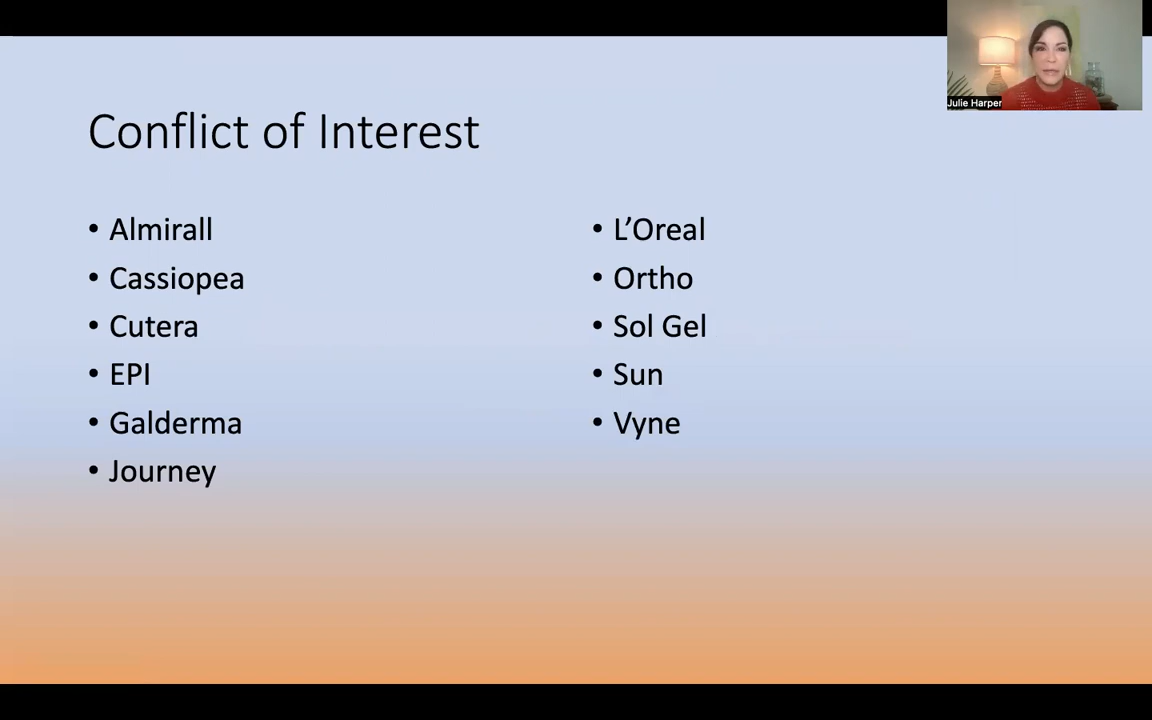 Julie Harper
Conflict of Interest
• Almirall
• Cassiopea
• Cutera
• EPI
• Galderma
• Journey
• L’Oreal
• Ortho
• Sol Gel
• Sun
• Vyne